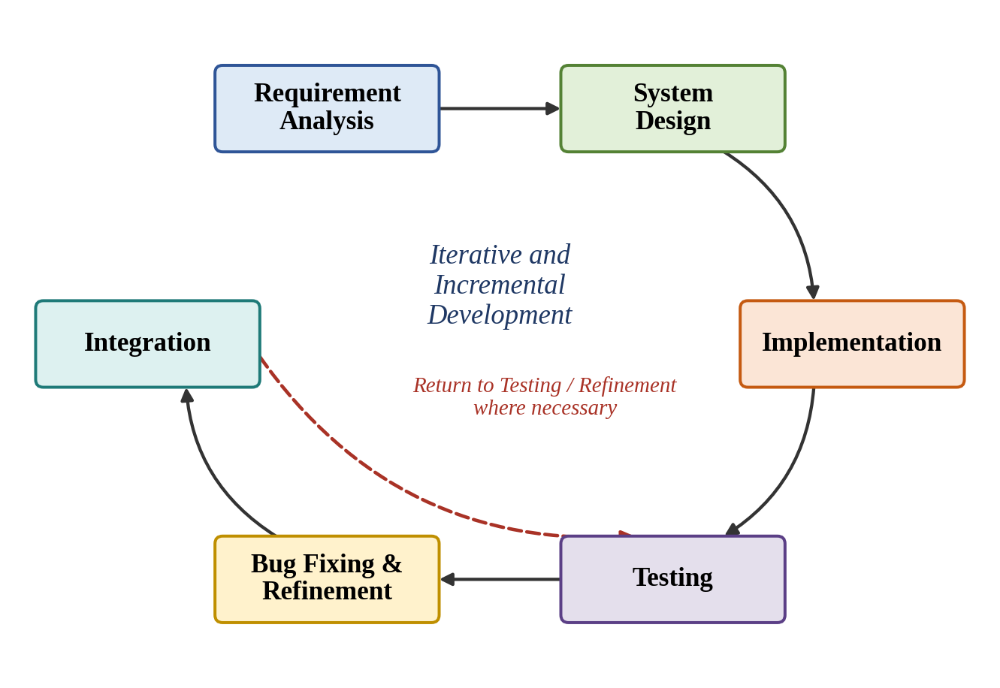 Requirement
Analysis
System
Design
Iterative and
Incremental
Development
Integration
Implementation
Return to Testing / Refinement
where necessary
Bug Fixing &
Refinement
Testing